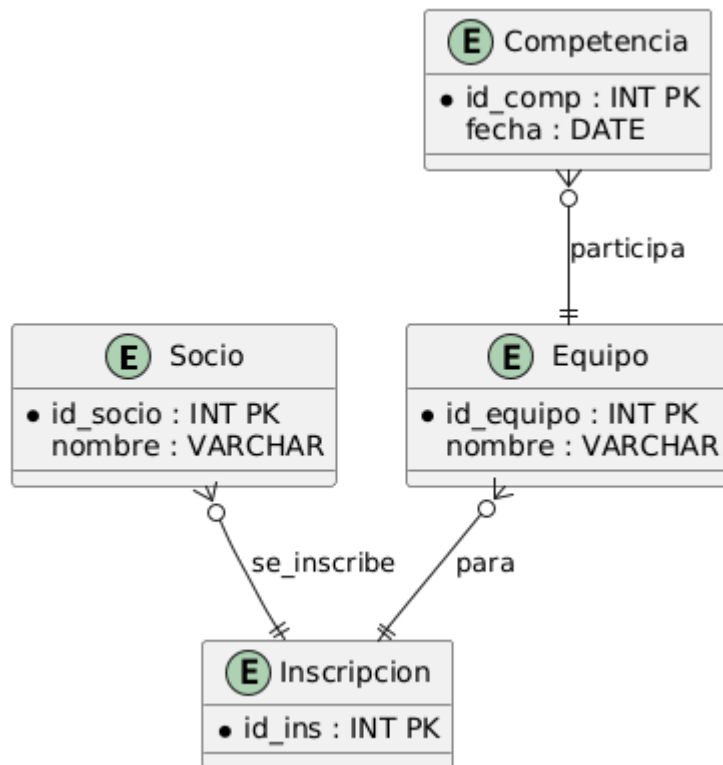 E Competencia
id_comp : INT PK
fecha : DATE
participa
E Socio
id_socio : INT PK
nombre : VARCHAR
E Equipo
id_equipo : INT PK
nombre : VARCHAR
se_inscribe
para
E Inscripcion
id_ins : INT PK